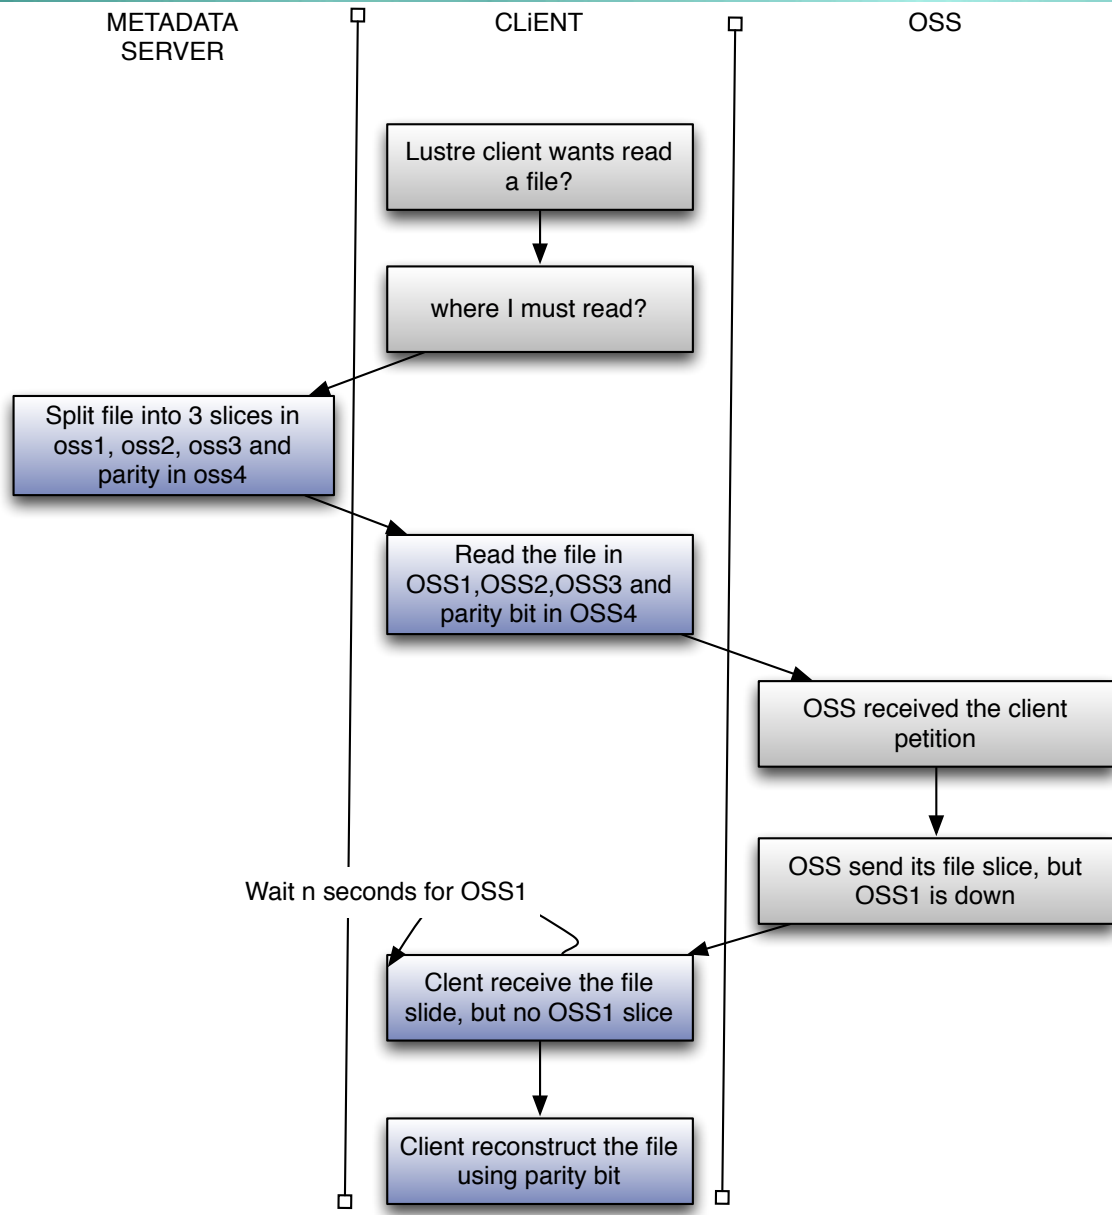 METADATA
SERVER
CLiENT
OSS
Lustre client wants read
a file?
where I must read?
Split file into 3 slices in
oss1, oss2, oss3 and
parity in oss4
Read the file in
OSS1,OSS2,OSS3 and
parity bit in OSS4
OSS received the client
petition
OSS send its file slice, but
OSS1 is down
Wait n seconds for OSS1
Clent receive the file
slide, but no OSS1 slice
Client reconstruct the file
using parity bit